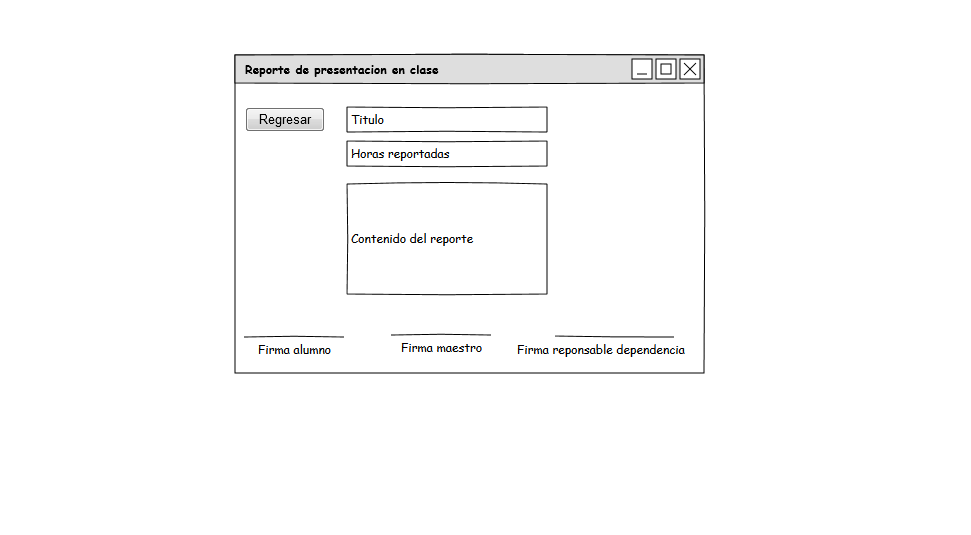 Reporte de presentacion en clase
Regresar
Titulo
Horas reportadas
Contenido del reporte
Firma alumno
Firma maestro
Firma reponsable dependencia